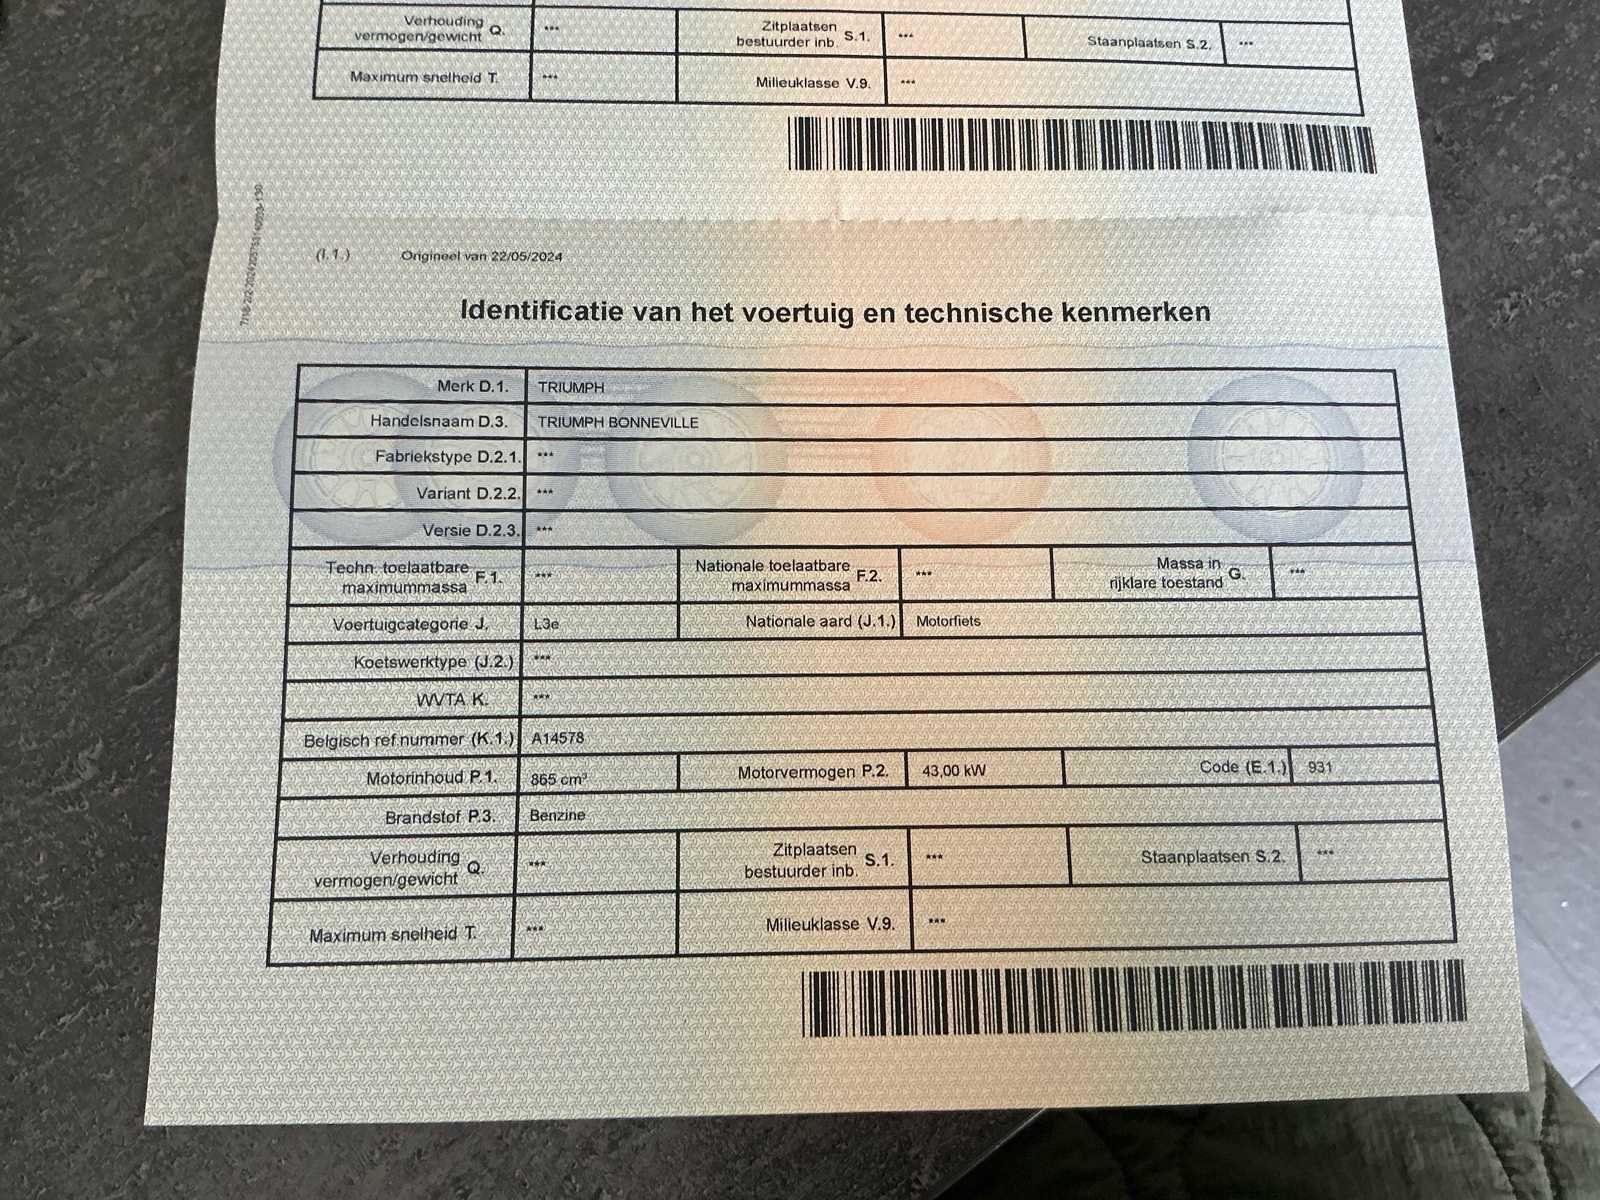 Verhouding
vermogen/gewicht Q. ***
Zitplaatsen
bestuurder inb. S.1. ***
Staanplaatsen S.2. ***
Maximum snelheid T. ***
Milieuklasse V.9. ***
(I.1.) Origineel van 22/05/2024
Identificatie van het voertuig en technische kenmerken
Merk D.1. TRIUMPH
Handelsnaam D.3. TRIUMPH BONNEVILLE
Fabriekstype D.2.1. ***
Variant D.2.2. ***
Versie D.2.3. ***
Techn. toelaatbare
maximummassa F.1. ***
Nationale toelaatbare
maximummassa F.2. ***
Massa in
rijklare toestand G. ***
Voertuigcategorie J. L3e
Nationale aard (J.1.) Motorfiets
Koetswerktype (J.2.) ***
WVTA K. ***
Belgisch ref.nummer (K.1.) A14578
Motorinhoud P.1. 865 cm³
Motorvermogen P.2. 43,00 kW
Code (E.1.) 931
Brandstof P.3. Benzine
Verhouding
vermogen/gewicht Q. ***
Zitplaatsen
bestuurder inb. S.1. ***
Staanplaatsen S.2. ***
Maximum snelheid T. ***
Milieuklasse V.9. ***